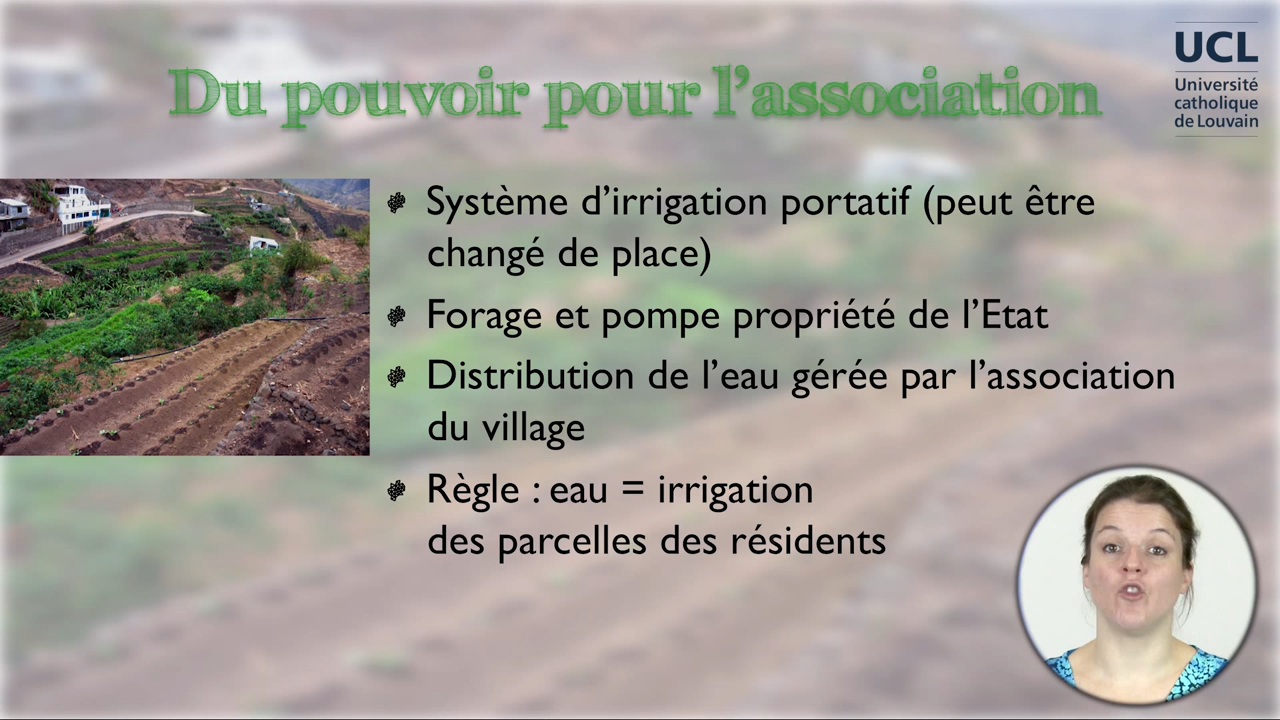 Du pouvoir pour l'association
UCL
Université
catholique
de Louvain
Système d'irrigation portatif (peut être
changé de place)
Forage et pompe propriété de l'Etat
Distribution de l'eau gérée par l'association
du village
Règle : eau = irrigation
des parcelles des résidents